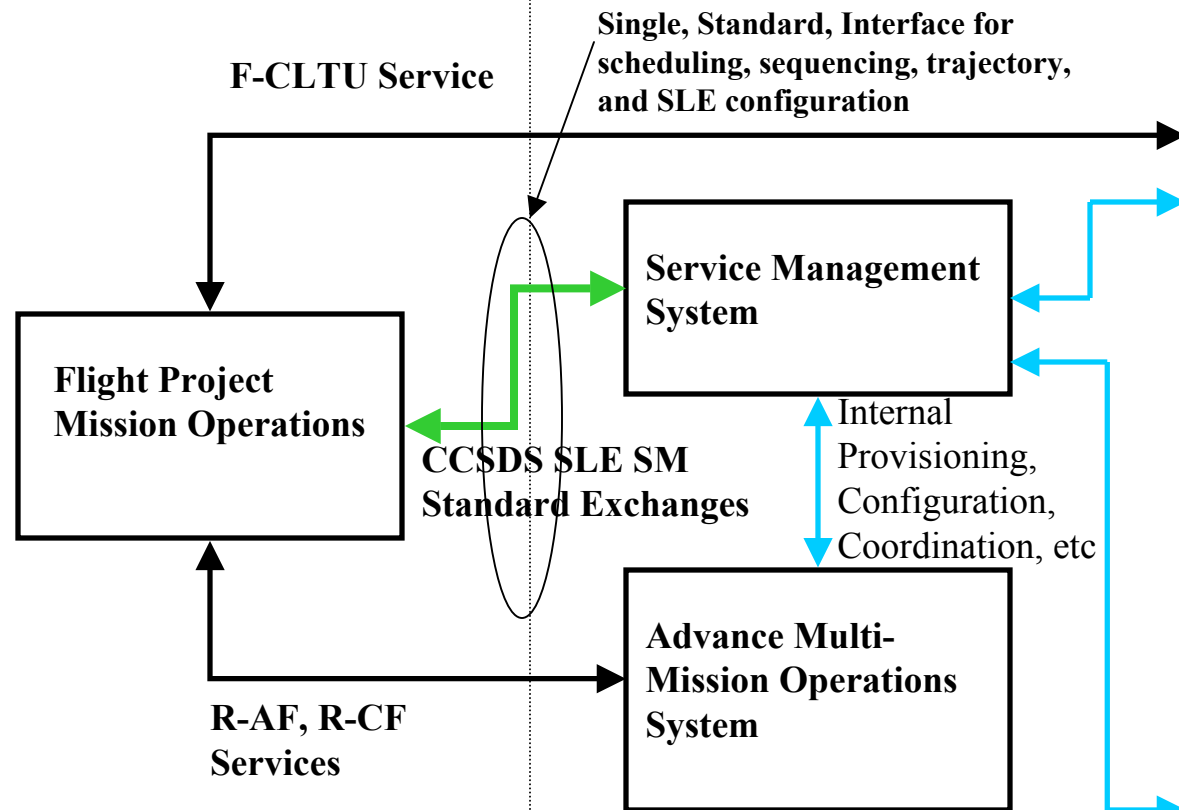 Single, Standard, Interface for
scheduling, sequencing, trajectory,
and SLE configuration
F-CLTU Service
Service Management
System
Flight Project
Mission Operations
CCSDS SLE SM
Standard Exchanges
Internal
Provisioning,
Configuration,
Coordination, etc
Advance Multi-
Mission Operations
System
R-AF, R-CF
Services